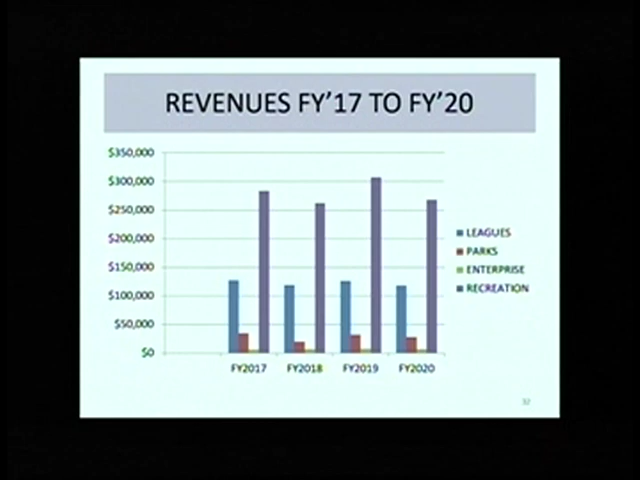 REVENUES FY'17 TO FY'20
$350,000
$300,000
$250,000
$200,000
$150,000
$100,000
$50,000
$0
FY2017 FY2018 FY2019 FY2020
LEAGUES
PARKS
ENTERPRISE
RECREATION
32